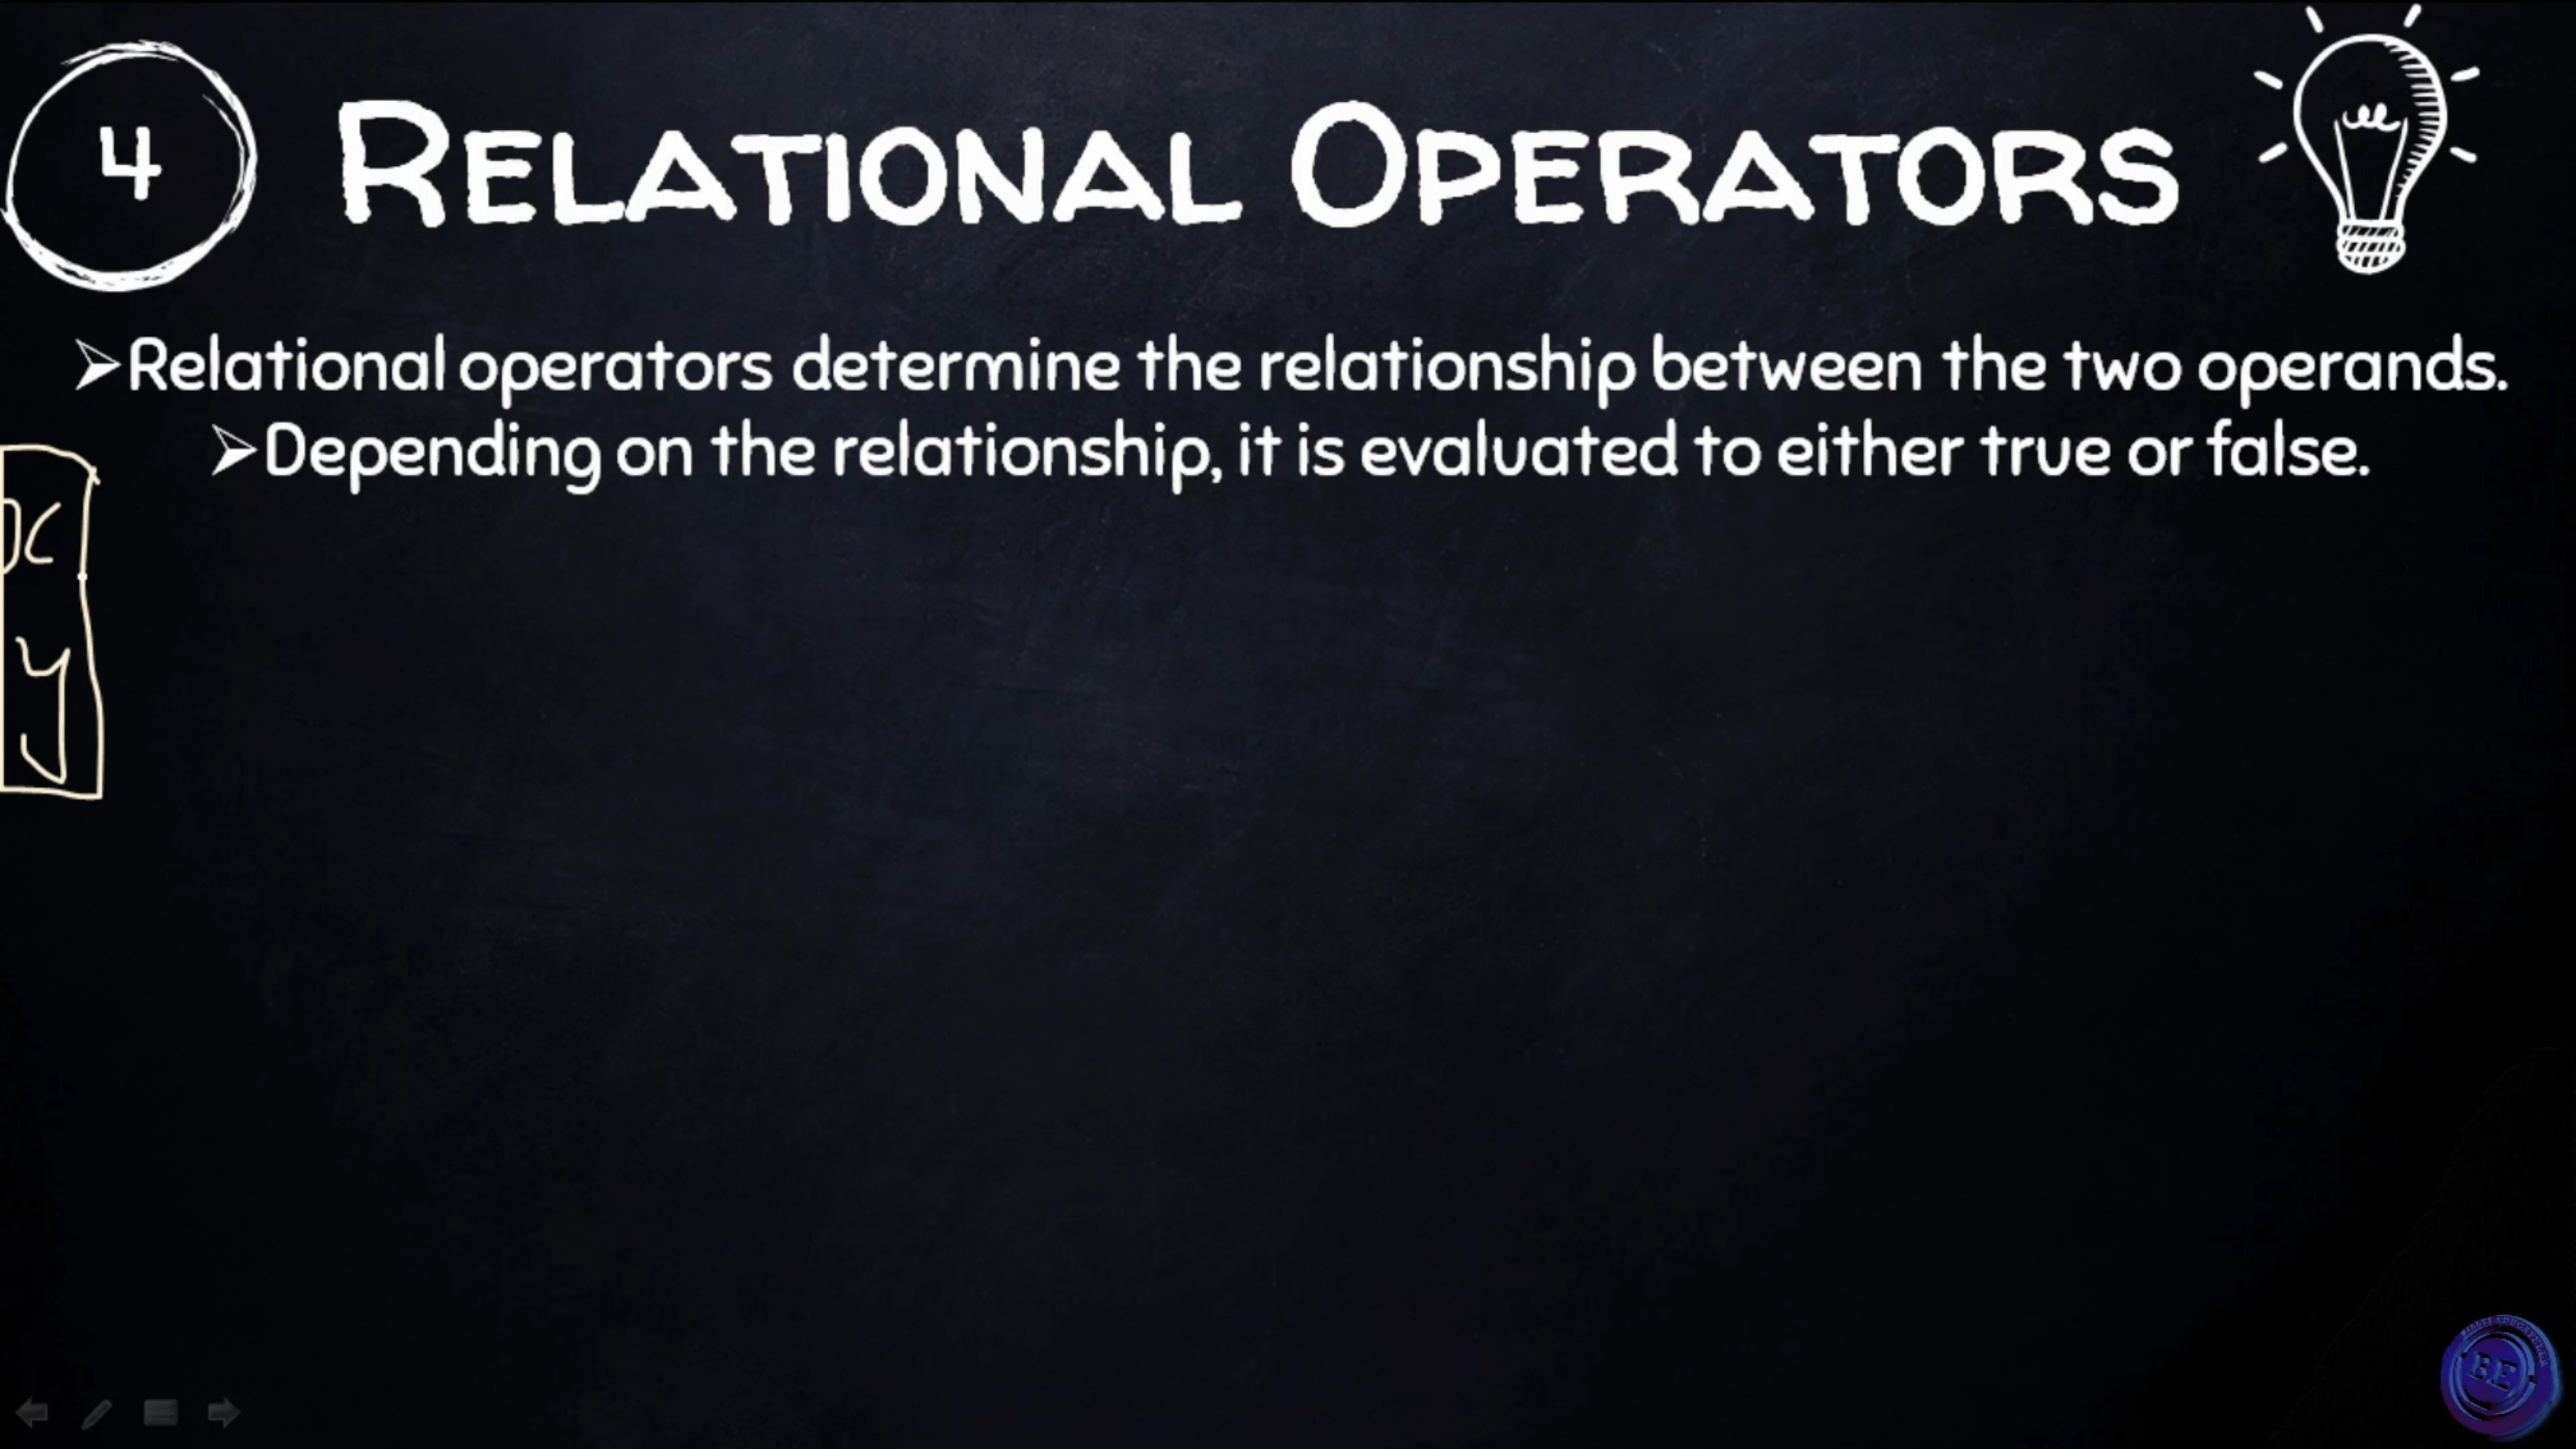 4
RELATIONAL OPERATORS
➢Relational operators determine the relationship between the two operands.
➢Depending on the relationship, it is evaluated to either true or false.
x
y
BE